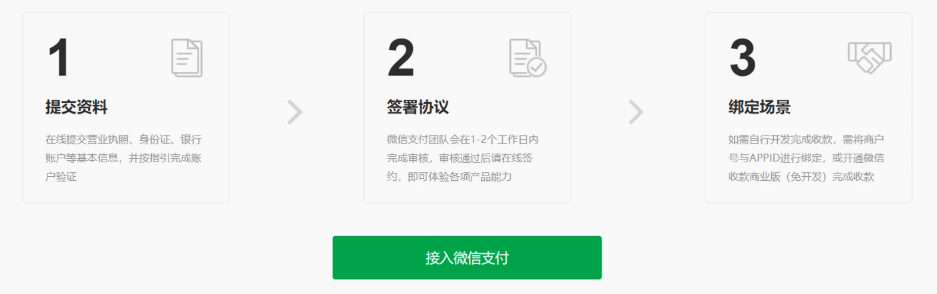 1
提交资料
在线提交营业执照、身份证、银行
账户等基本信息，并按指引完成账
户验证
2
签署协议
微信支付团队会在1-2个工作日内
完成审核，审核通过后请在线签
约，即可体验各项产品能力
3
绑定场景
如需自行开发完成收款，需将商户
号与APPID进行绑定，或开通微信
收款商业版（免开发）完成收款
接入微信支付